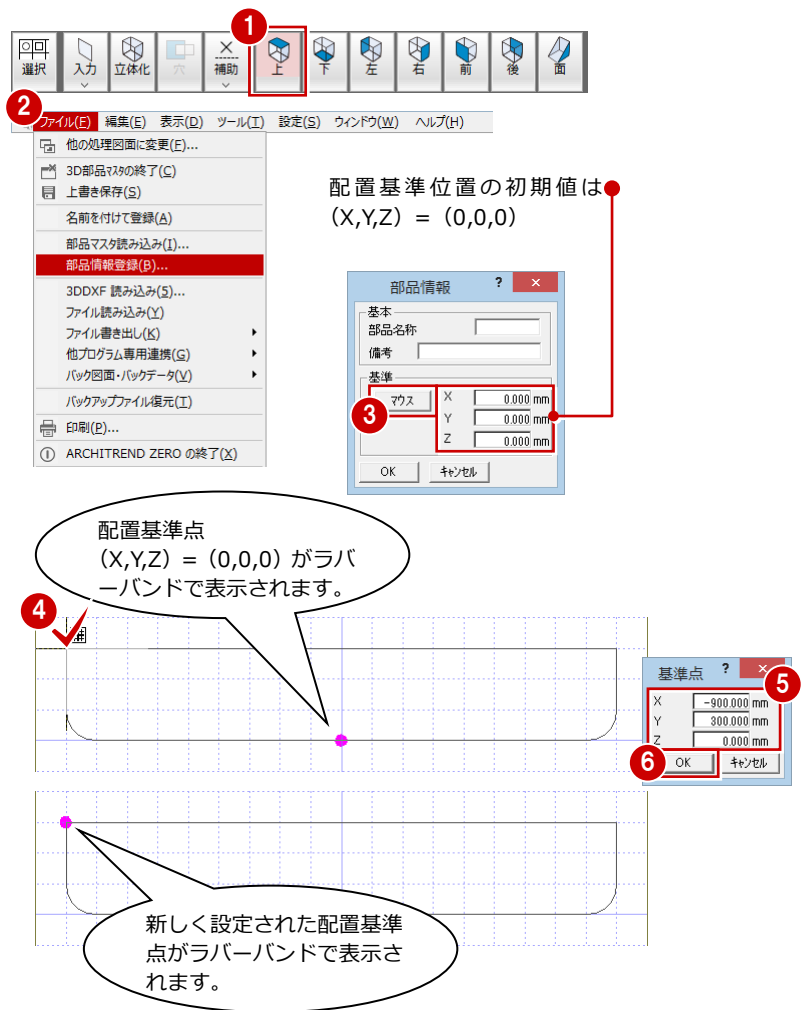 1
選択
入力
立体化
穴
補助
上
下
左
右
前
後
面
2
ファイル(F) 編集(E) 表示(D) ツール(T) 設定(S) ウィンドウ(W) ヘルプ(H)
他の処理図面に変更(F)...
3D部品マスタの終了(C)
上書き保存(S)
名前を付けて登録(A)
部品マスタ読み込み(I)...
部品情報登録(B)...
3DDXF 読み込み(5)...
ファイル読み込み(Y)
ファイル書き出し(K)
他プログラム専用連携(G)
バック図面・バックデータ(V)
バックアップファイル復元(T)
印刷(P)...
ARCHITREND ZERO の終了(X)
配置基準位置の初期値は
(X,Y,Z) = (0,0,0)
部品情報 ? ×
基本
部品名称
備考
基準
3
マウス
X 0.000 mm
Y 0.000 mm
Z 0.000 mm
OK キャンセル
配置基準点
(X,Y,Z) = (0,0,0) がラバ
ーバンドで表示されます。
4
基準点 ? ×
5
X -900.000 mm
Y 300.000 mm
Z 0.000 mm
6
OK キャンセル
新しく設定された配置基準
点がラバーバンドで表示さ
れます。